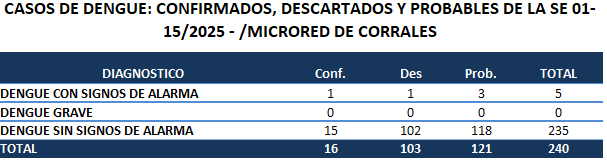 CASOS DE DENGUE: CONFIRMADOS, DESCARTADOS Y PROBABLES DE LA SE 01-
15/2025 - /MICRORED DE CORRALES
DIAGNOSTICO Conf. Des Prob. TOTAL
DENGUE CON SIGNOS DE ALARMA 1 1 3 5
DENGUE GRAVE 0 0 0 0
DENGUE SIN SIGNOS DE ALARMA 15 102 118 235
TOTAL 16 103 121 240